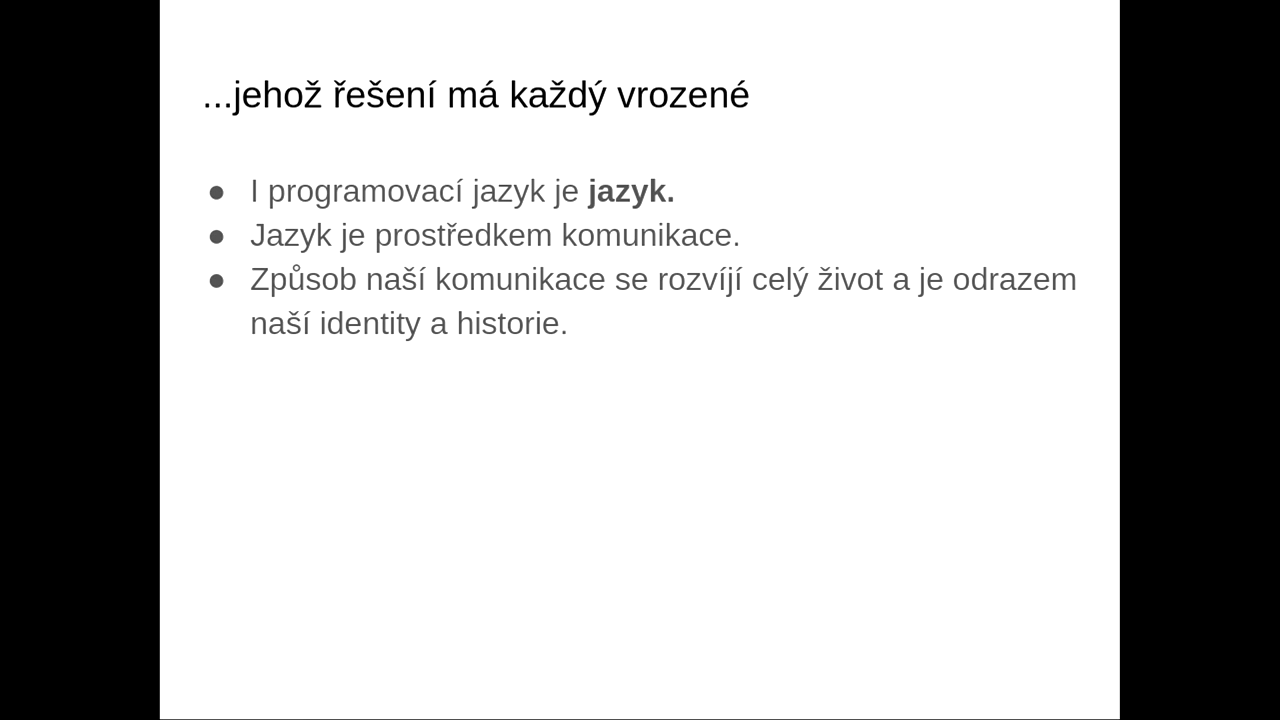 ...jehož řešení má každý vrozené
● I programovací jazyk je jazyk.
● Jazyk je prostředkem komunikace.
● Způsob naší komunikace se rozvíjí celý život a je odrazem
naší identity a historie.